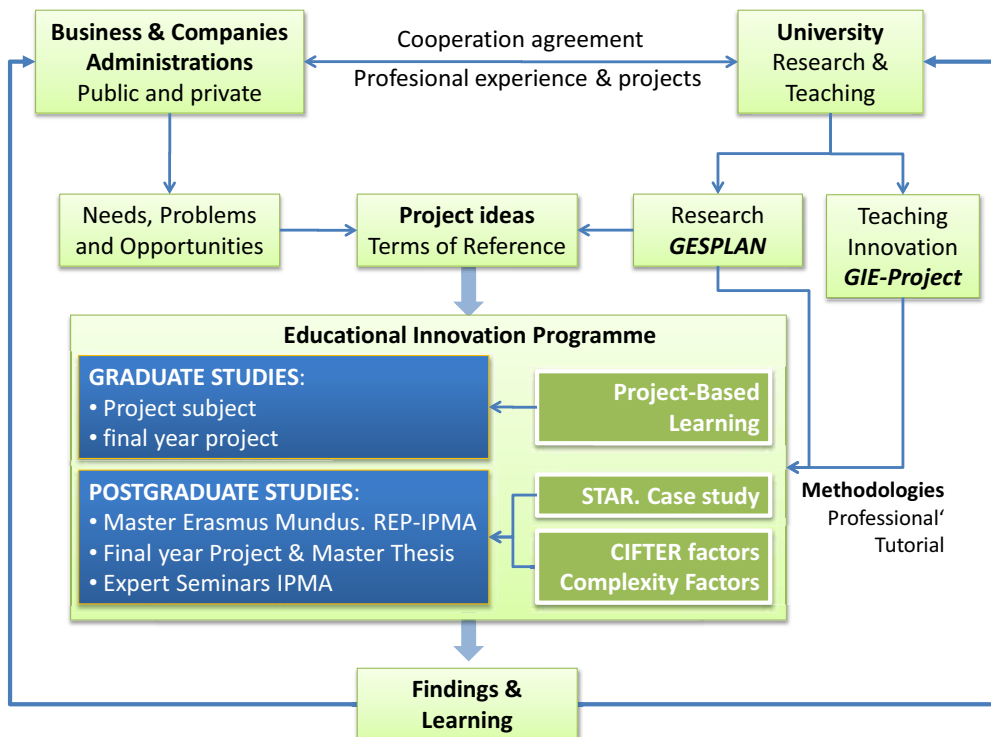 Business & Companies
Administrations
Public and private
Cooperation agreement
Profesional experience & projects
University
Research &
Teaching
Needs, Problems
and Opportunities
Project ideas
Terms of Reference
Research
GESPLAN
Teaching
Innovation
GIE-Project
Educational Innovation Programme
GRADUATE STUDIES:
• Project subject
• final year project
Project-Based
Learning
POSTGRADUATE STUDIES:
• Master Erasmus Mundus. REP-IPMA
• Final year Project & Master Thesis
• Expert Seminars IPMA
STAR. Case study
CIFTER factors
Complexity Factors
Methodologies
Professional‘
Tutorial
Findings &
Learning